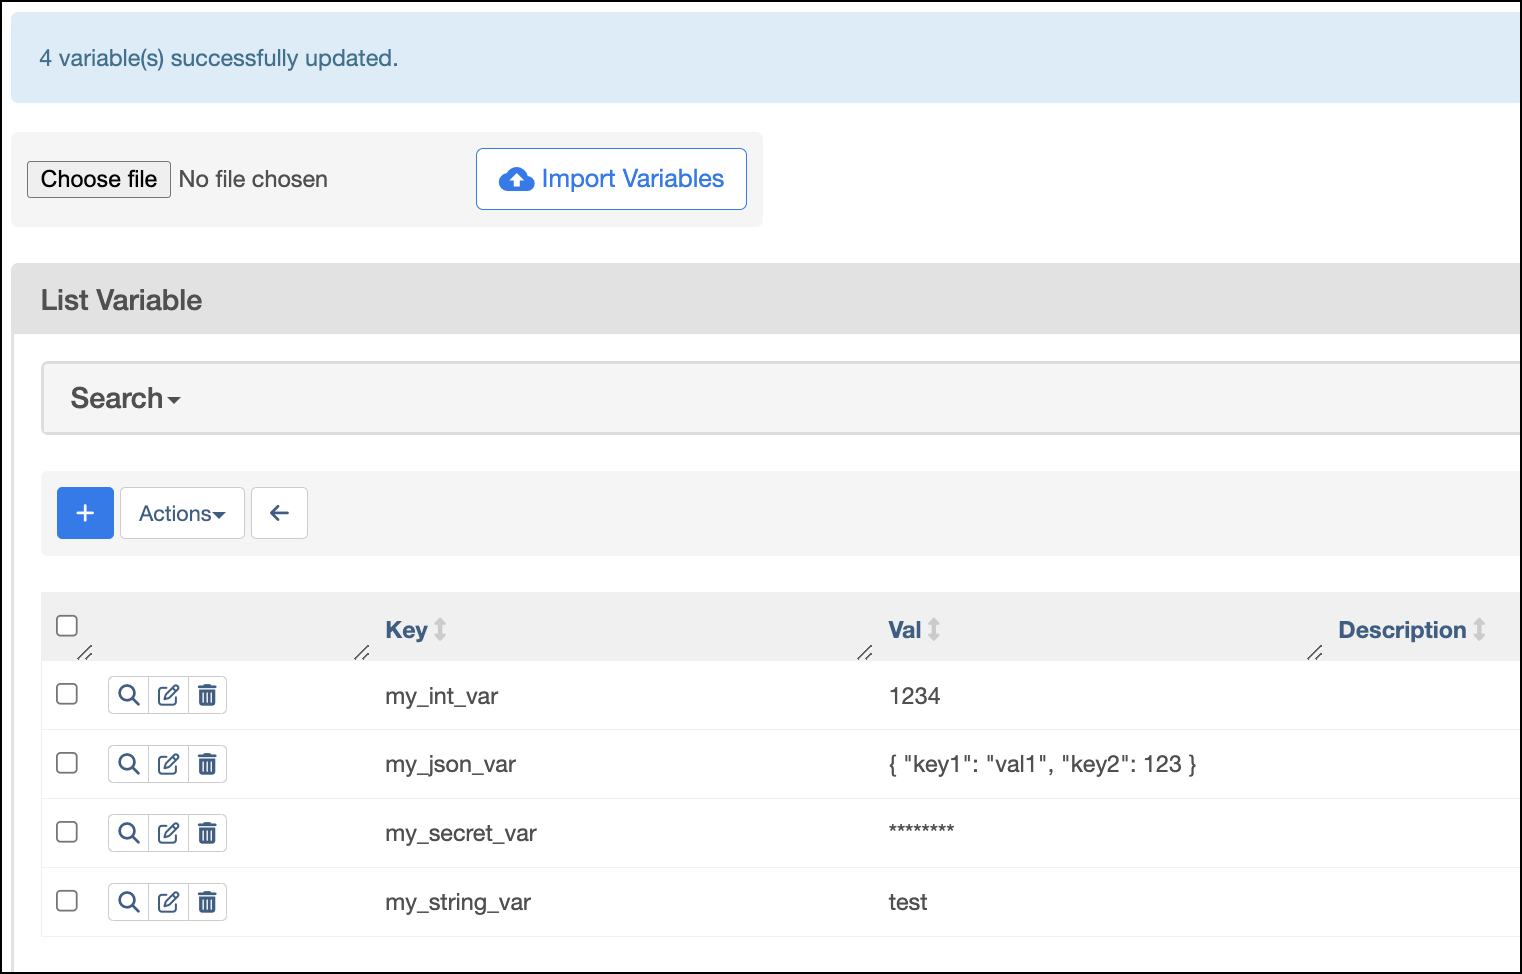 4 variable(s) successfully updated.
Choose file No file chosen Import Variables
List Variable
Search
+ Actions
Key Val Description
my_int_var 1234
my_json_var { "key1": "val1", "key2": 123 }
my_secret_var ********
my_string_var test